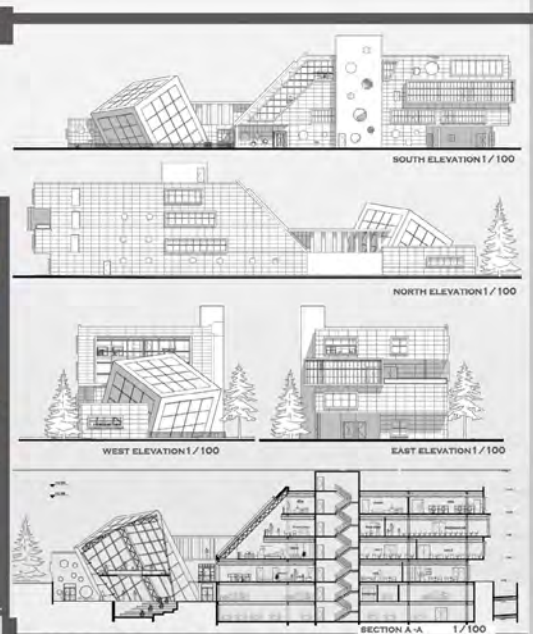 SOUTH ELEVATION 1/100
NORTH ELEVATION 1/100
WEST ELEVATION 1/100
EAST ELEVATION 1/100
SECTION A-A 1/100